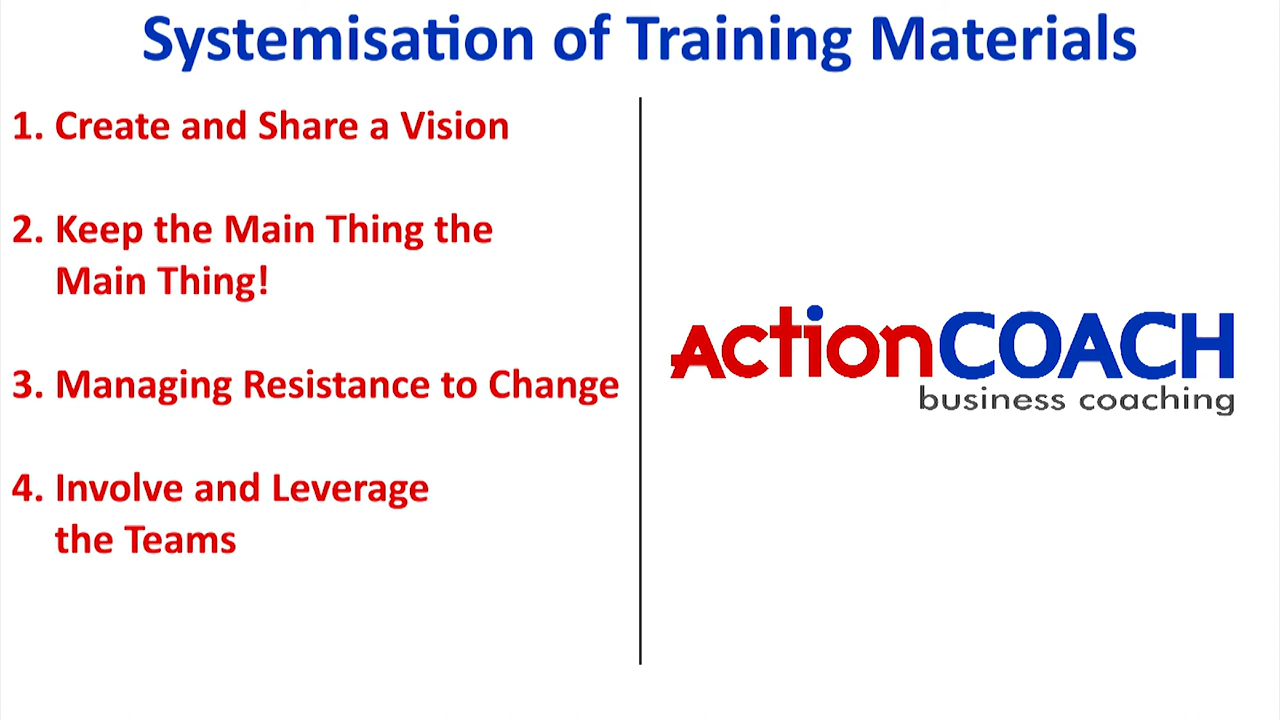 Systemisation of Training Materials
1. Create and Share a Vision
2. Keep the Main Thing the
Main Thing!
3. Managing Resistance to Change
4. Involve and Leverage
the Teams
ActionCOACH
business coaching